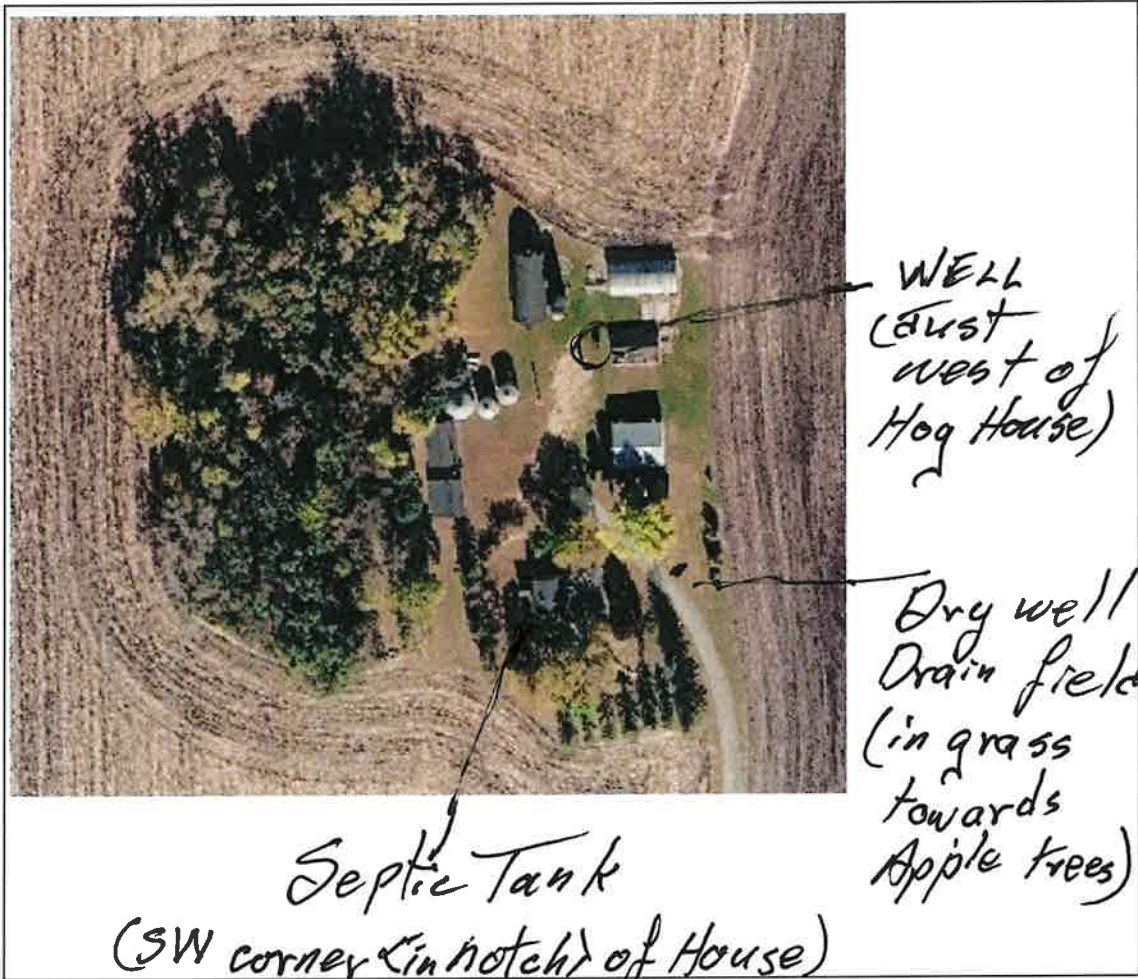 WELL
(Just
west of
Hog House)
Dry well
Drain field
(in grass
towards
Apple trees)
Septic Tank
(SW corner <in notch> of House)